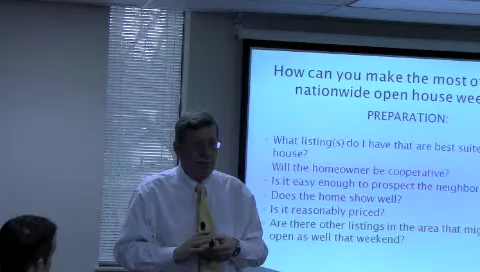 How can you make the most o
nationwide open house wee
PREPARATION:
What listing(s) do I have that are best suite
house?
Will the homeowner be cooperative?
Is it easy enough to prospect the neighbor
Does the home show well?
Is it reasonably priced?
Are there other listings in the area that mig
open as well that weekend?